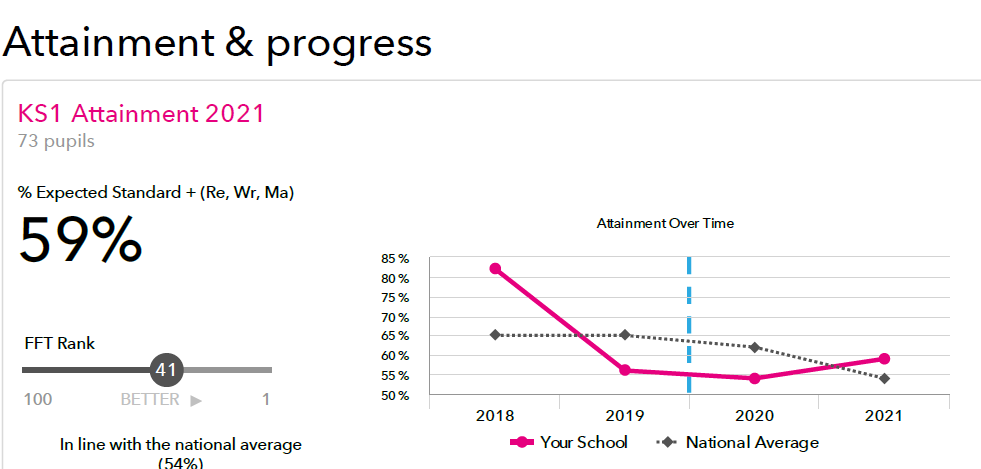 Attainment & progress
KS1 Attainment 2021
73 pupils
% Expected Standard + (Re, Wr, Ma)
59%
FFT Rank
41
100 BETTER ▶ 1
In line with the national average
(54%)
Attainment Over Time
85%
80%
75%
70%
65%
60%
55%
50%
2018 2019 2020 2021
Your School National Average